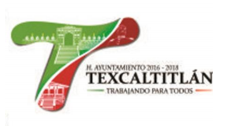 H. AYUNTAMIENTO 2016 - 2018
TEXCALTITLÁN
TRABAJANDO PARA TODOS